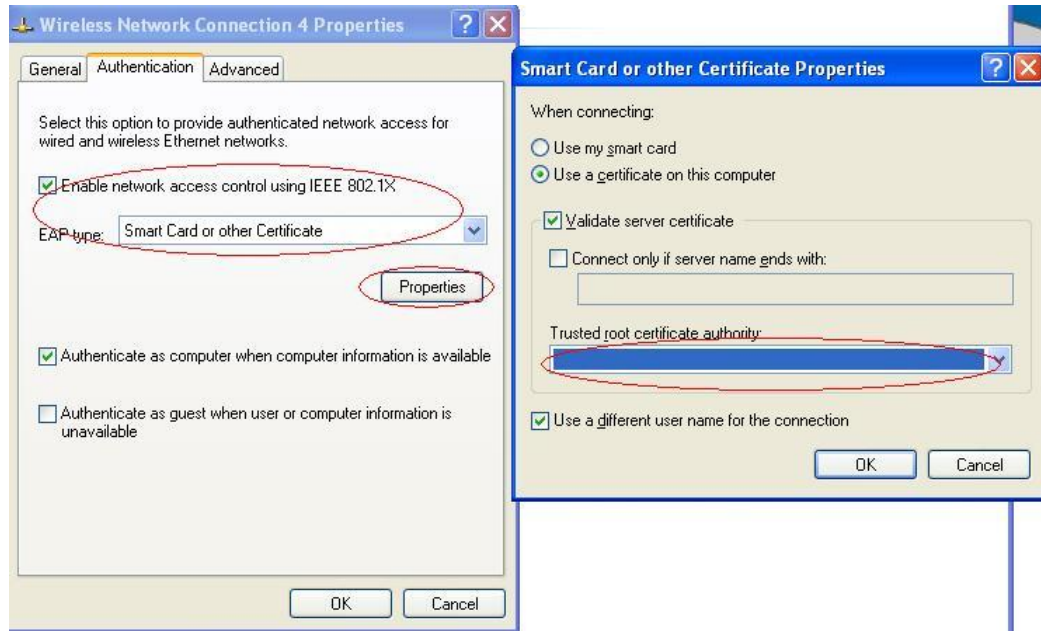 Wireless Network Connection 4 Properties
General Authentication Advanced
Select this option to provide authenticated network access for
wired and wireless Ethernet networks.
Enable network access control using IEEE 802.1X
EAP type: Smart Card or other Certificate
Properties
Authenticate as computer when computer information is available
Authenticate as guest when user or computer information is
unavailable
OK Cancel
Smart Card or other Certificate Properties
When connecting:
Use my smart card
Use a certificate on this computer
Validate server certificate
Connect only if server name ends with:
Trusted root certificate authority:
Use a different user name for the connection
OK Cancel